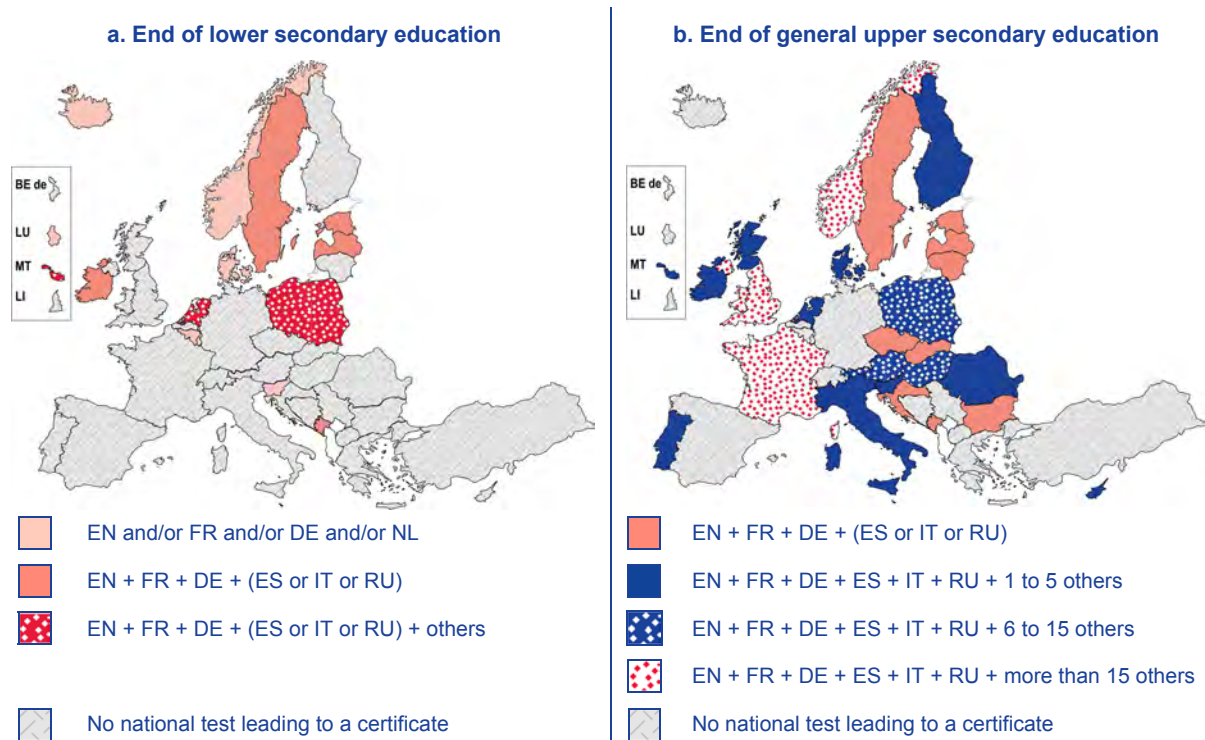 a. End of lower secondary education
BE de
LU
MT
LI
EN and/or FR and/or DE and/or NL
EN + FR + DE + (ES or IT or RU)
EN + FR + DE + (ES or IT or RU) + others
No national test leading to a certificate
b. End of general upper secondary education
BE de
LU
MT
LI
EN + FR + DE + (ES or IT or RU)
EN + FR + DE + ES + IT + RU + 1 to 5 others
EN + FR + DE + ES + IT + RU + 6 to 15 others
EN + FR + DE + ES + IT + RU + more than 15 others
No national test leading to a certificate